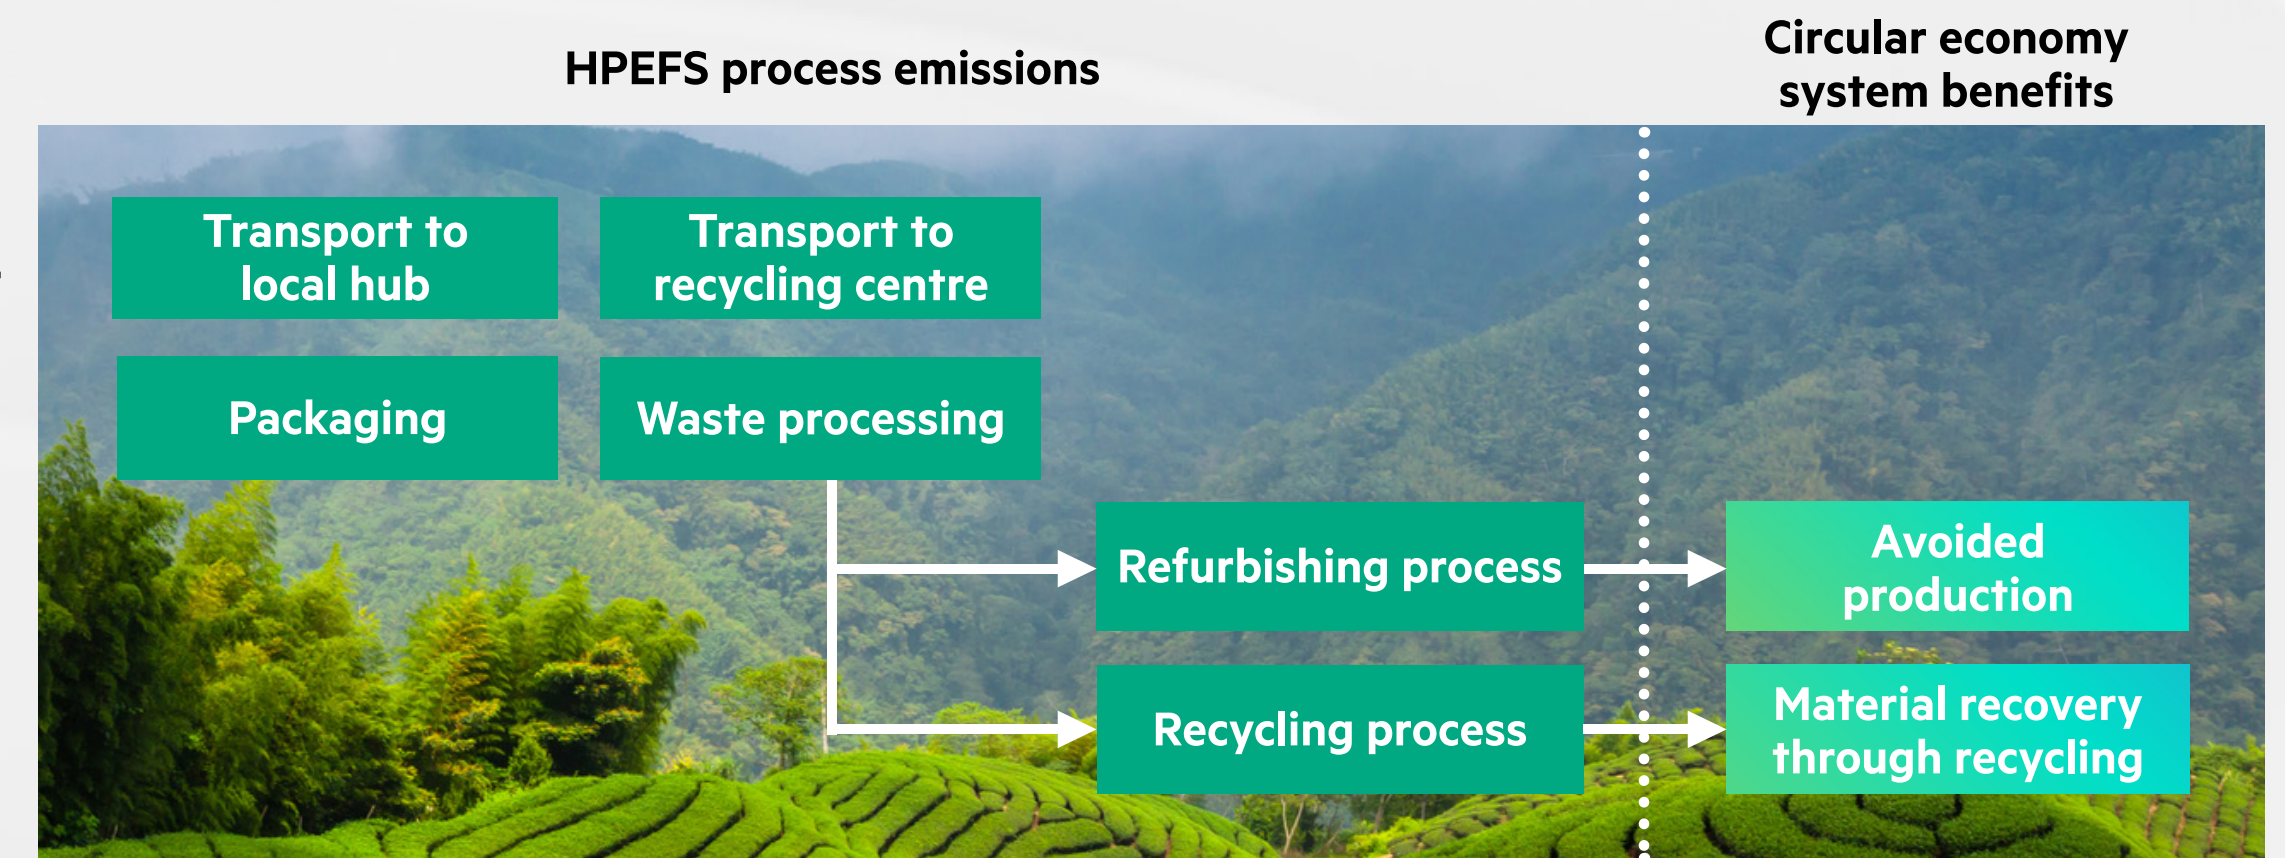 HPEFS process emissions
Circular economy
system benefits
Transport to
local hub
Transport to
recycling centre
Packaging
Waste processing
Refurbishing process
Avoided
production
Recycling process
Material recovery
through recycling